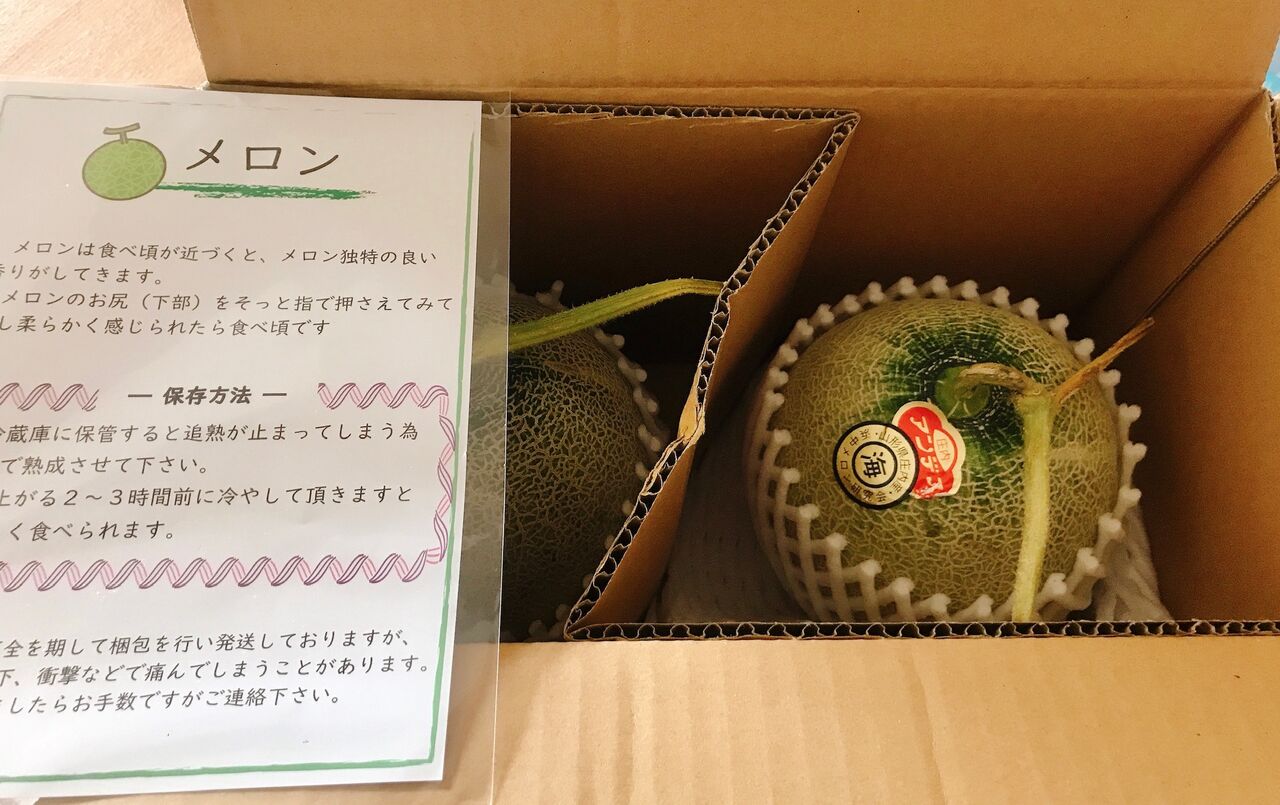 メロン
メロンは食べ頃が近づくと、メロン独特の良い
香りがしてきます。
メロンのお尻（下部）をそっと指で押さえてみて
し柔らかく感じられたら食べ頃です
― 保存方法 ―
冷蔵庫に保管すると追熟が止まってしまう為
で熟成させて下さい。
上がる２～３時間前に冷やして頂きますと
く食べられます。
全を期して梱包を行い発送しておりますが、
下、衝撃などで痛んでしまうことがあります。
したらお手数ですがご連絡下さい。
庄内
アンデス
山形県庄内産
海